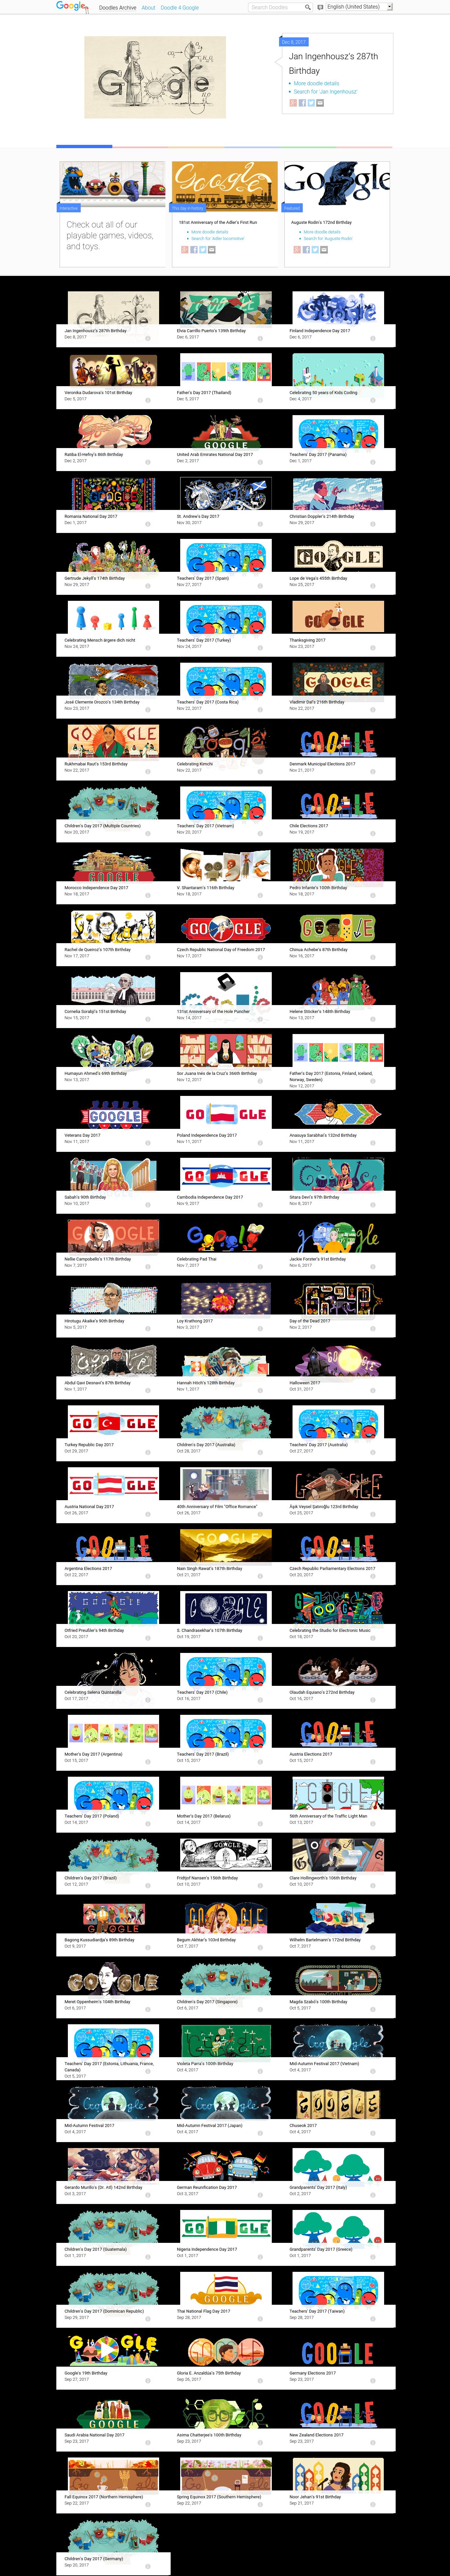 Google
Doodles Archive
About
Doodle 4 Google
Search Doodles
English (United States)
Dec 8, 2017
Jan Ingenhousz's 287th
Birthday
More doodle details
Search for 'Jan Ingenhousz'
Interactive
Check out all of our
playable games, videos,
and toys.
This day in history
181st Anniversary of the Adler's First Run
More doodle details
Search for 'Adler locomotive'
Featured
Auguste Rodin's 172nd Birthday
More doodle details
Search for 'Auguste Rodin'
Jan Ingenhousz's 287th Birthday
Dec 8, 2017
Elvia Carrillo Puerto's 139th Birthday
Dec 6, 2017
Finland Independence Day 2017
Dec 6, 2017
Veronika Dudarova's 101st Birthday
Dec 5, 2017
Father's Day 2017 (Thailand)
Dec 5, 2017
Celebrating 50 years of Kids Coding
Dec 4, 2017
Ratiba El-Hefny's 86th Birthday
Dec 2, 2017
United Arab Emirates National Day 2017
Dec 2, 2017
Teachers' Day 2017 (Panama)
Dec 1, 2017
Romania National Day 2017
Dec 1, 2017
St. Andrew's Day 2017
Nov 30, 2017
Christian Doppler's 214th Birthday
Nov 29, 2017
Gertrude Jekyll's 174th Birthday
Nov 29, 2017
Teachers' Day 2017 (Spain)
Nov 27, 2017
Lope de Vega's 455th Birthday
Nov 25, 2017
Celebrating Mensch ärgere dich nicht
Nov 24, 2017
Teachers' Day 2017 (Turkey)
Nov 24, 2017
Thanksgiving 2017
Nov 23, 2017
José Clemente Orozco's 134th Birthday
Nov 23, 2017
Teachers' Day 2017 (Costa Rica)
Nov 22, 2017
Vladimir Dal's 216th Birthday
Nov 22, 2017
Rukhmabai Raut's 153rd Birthday
Nov 22, 2017
Celebrating Kimchi
Nov 22, 2017
Denmark Municipal Elections 2017
Nov 21, 2017
Children's Day 2017 (Multiple Countries)
Nov 20, 2017
Teachers' Day 2017 (Vietnam)
Nov 20, 2017
Chile Elections 2017
Nov 19, 2017
Morocco Independence Day 2017
Nov 18, 2017
V. Shantaram's 116th Birthday
Nov 18, 2017
Pedro Infante's 100th Birthday
Nov 18, 2017
Rachel de Queiroz's 107th Birthday
Nov 17, 2017
Czech Republic National Day of Freedom 2017
Nov 17, 2017
Chinua Achebe's 87th Birthday
Nov 16, 2017
Cornelia Sorabji's 151st Birthday
Nov 15, 2017
131st Anniversary of the Hole Puncher
Nov 14, 2017
Helene Stöcker's 148th Birthday
Nov 13, 2017
Humayun Ahmed's 69th Birthday
Nov 13, 2017
Sor Juana Inés de la Cruz's 366th Birthday
Nov 12, 2017
Father's Day 2017 (Estonia, Finland, Iceland,
Norway, Sweden)
Nov 12, 2017
Veterans Day 2017
Nov 11, 2017
Poland Independence Day 2017
Nov 11, 2017
Anasuya Sarabhai's 132nd Birthday
Nov 11, 2017
Sabah's 90th Birthday
Nov 10, 2017
Cambodia Independence Day 2017
Nov 9, 2017
Sitara Devi's 97th Birthday
Nov 8, 2017
Nellie Campobello's 117th Birthday
Nov 7, 2017
Celebrating Pad Thai
Nov 7, 2017
Jackie Forster's 91st Birthday
Nov 6, 2017
Hirotugu Akaike's 90th Birthday
Nov 5, 2017
Loy Krathong 2017
Nov 3, 2017
Day of the Dead 2017
Nov 2, 2017
Abdul Qavi Desnavi's 87th Birthday
Nov 1, 2017
Hannah Höch's 128th Birthday
Nov 1, 2017
Halloween 2017
Oct 31, 2017
Turkey Republic Day 2017
Oct 29, 2017
Children's Day 2017 (Australia)
Oct 28, 2017
Teachers' Day 2017 (Australia)
Oct 27, 2017
Austria National Day 2017
Oct 26, 2017
40th Anniversary of Film "Office Romance"
Oct 26, 2017
Aşık Veysel Şatıroğlu 123rd Birthday
Oct 25, 2017
Argentina Elections 2017
Oct 22, 2017
Nain Singh Rawat's 187th Birthday
Oct 21, 2017
Czech Republic Parliamentary Elections 2017
Oct 20, 2017
Otfried Preußler's 94th Birthday
Oct 20, 2017
S. Chandrasekhar's 107th Birthday
Oct 19, 2017
Celebrating the Studio for Electronic Music
Oct 18, 2017
Celebrating Selena Quintanilla
Oct 17, 2017
Teachers' Day 2017 (Chile)
Oct 16, 2017
Olaudah Equiano's 272nd Birthday
Oct 16, 2017
Mother's Day 2017 (Argentina)
Oct 15, 2017
Teachers' Day 2017 (Brazil)
Oct 15, 2017
Austria Elections 2017
Oct 15, 2017
Teachers' Day 2017 (Poland)
Oct 14, 2017
Mother's Day 2017 (Belarus)
Oct 14, 2017
56th Anniversary of the Traffic Light Man
Oct 13, 2017
Children's Day 2017 (Brazil)
Oct 12, 2017
Fridtjof Nansen's 156th Birthday
Oct 10, 2017
Clare Hollingworth's 106th Birthday
Oct 10, 2017
Bagong Kussudiardja's 89th Birthday
Oct 9, 2017
Begum Akhtar's 103rd Birthday
Oct 7, 2017
Wilhelm Bartelmann's 172nd Birthday
Oct 7, 2017
Meret Oppenheim's 104th Birthday
Oct 6, 2017
Children's Day 2017 (Singapore)
Oct 6, 2017
Magda Szabó's 100th Birthday
Oct 5, 2017
Teachers' Day 2017 (Estonia, Lithuania, France,
Canada)
Oct 5, 2017
Violeta Parra's 100th Birthday
Oct 4, 2017
Mid-Autumn Festival 2017 (Vietnam)
Oct 4, 2017
Mid-Autumn Festival 2017
Oct 4, 2017
Mid-Autumn Festival 2017 (Japan)
Oct 4, 2017
Chuseok 2017
Oct 4, 2017
Gerardo Murillo's (Dr. Atl) 142nd Birthday
Oct 3, 2017
German Reunification Day 2017
Oct 3, 2017
Grandparents' Day 2017 (Italy)
Oct 2, 2017
Children's Day 2017 (Guatemala)
Oct 1, 2017
Nigeria Independence Day 2017
Oct 1, 2017
Grandparents' Day 2017 (Greece)
Oct 1, 2017
Children's Day 2017 (Dominican Republic)
Sep 29, 2017
Thai National Flag Day 2017
Sep 28, 2017
Teachers' Day 2017 (Taiwan)
Sep 28, 2017
Google's 19th Birthday
Sep 27, 2017
Gloria E. Anzaldúa's 75th Birthday
Sep 26, 2017
Germany Elections 2017
Sep 23, 2017
Saudi Arabia National Day 2017
Sep 23, 2017
Asima Chatterjee's 100th Birthday
Sep 23, 2017
New Zealand Elections 2017
Sep 23, 2017
Fall Equinox 2017 (Northern Hemisphere)
Sep 22, 2017
Spring Equinox 2017 (Southern Hemisphere)
Sep 22, 2017
Noor Jehan's 91st Birthday
Sep 21, 2017
Children's Day 2017 (Germany)
Sep 20, 2017